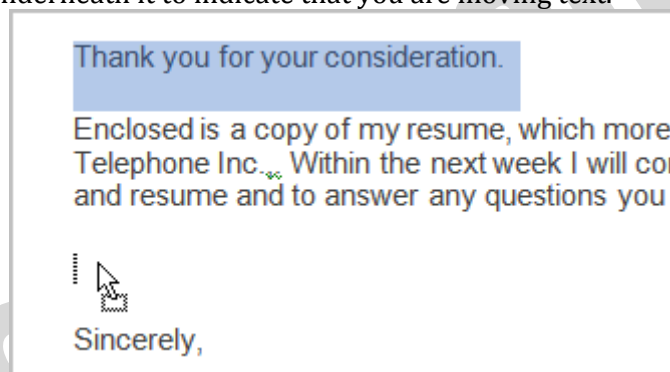 underneath it to indicate that you are moving text.
Thank you for your consideration.
Enclosed is a copy of my resume, which more
Telephone Inc.. Within the next week I will
and resume and to answer any questions you
Sincerely,